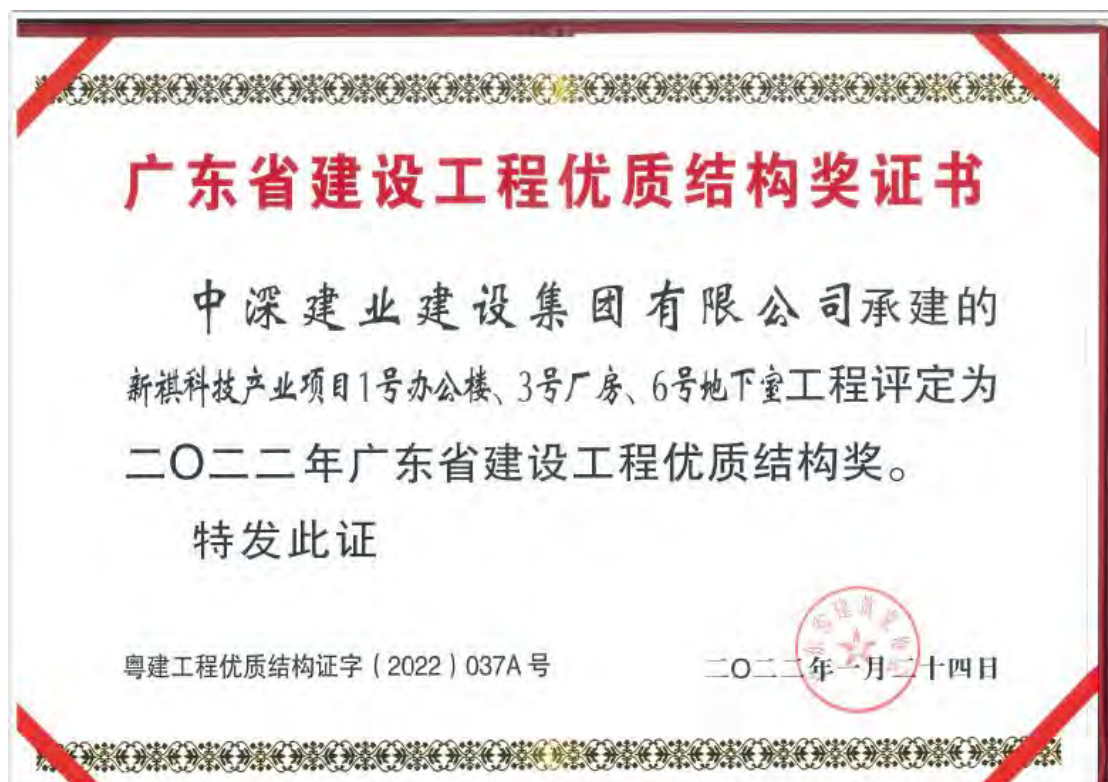 广东省建设工程优质结构奖证书
中深建业建设集团有限公司承建的
新祺科技产业项目1号办公楼、3号厂房、6号地下室工程评定为
二〇二二年广东省建设工程优质结构奖。
特发此证
粤建工程优质结构证字(2022)037A号
二〇二二年一月二十四日